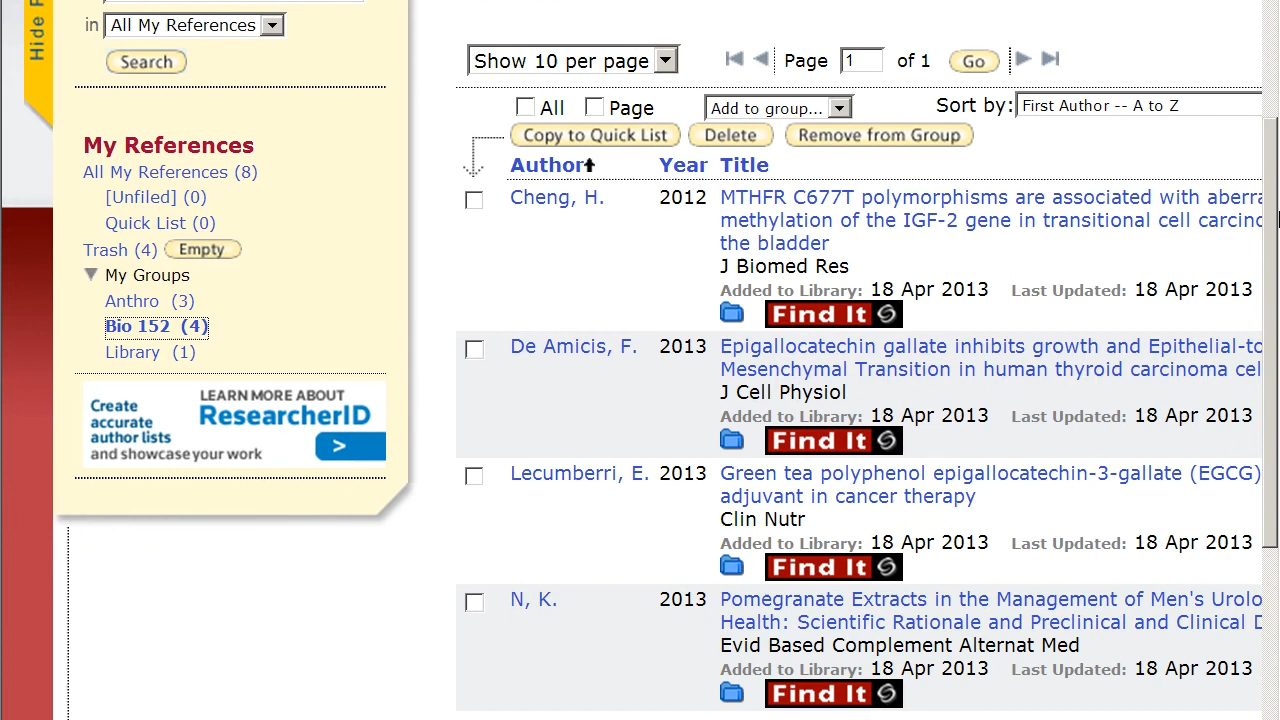 Hide
in All My References
Search
My References
All My References (8)
[Unfiled] (0)
Quick List (0)
Trash (4) Empty
My Groups
Anthro (3)
Bio 152 (4)
Library (1)
Create
accurate
author lists
and showcase your work
LEARN MORE ABOUT
ResearcherID
>
Show 10 per page
Page 1 of 1 Go
All Page Add to group... Sort by: First Author -- A to Z
Copy to Quick List Delete Remove from Group
Author Year Title
Cheng, H. 2012 MTHFR C677T polymorphisms are associated with aberra
methylation of the IGF-2 gene in transitional cell carcino
the bladder
J Biomed Res
Added to Library: 18 Apr 2013 Last Updated: 18 Apr 2013
Find It S
De Amicis, F. 2013 Epigallocatechin gallate inhibits growth and Epithelial-to
Mesenchymal Transition in human thyroid carcinoma cel
J Cell Physiol
Added to Library: 18 Apr 2013 Last Updated: 18 Apr 2013
Find It S
Lecumberri, E. 2013 Green tea polyphenol epigallocatechin-3-gallate (EGCG)
adjuvant in cancer therapy
Clin Nutr
Added to Library: 18 Apr 2013 Last Updated: 18 Apr 2013
Find It S
N, K. 2013 Pomegranate Extracts in the Management of Men's Urolo
Health: Scientific Rationale and Preclinical and Clinical D
Evid Based Complement Alternat Med
Added to Library: 18 Apr 2013 Last Updated: 18 Apr 2013
Find It S